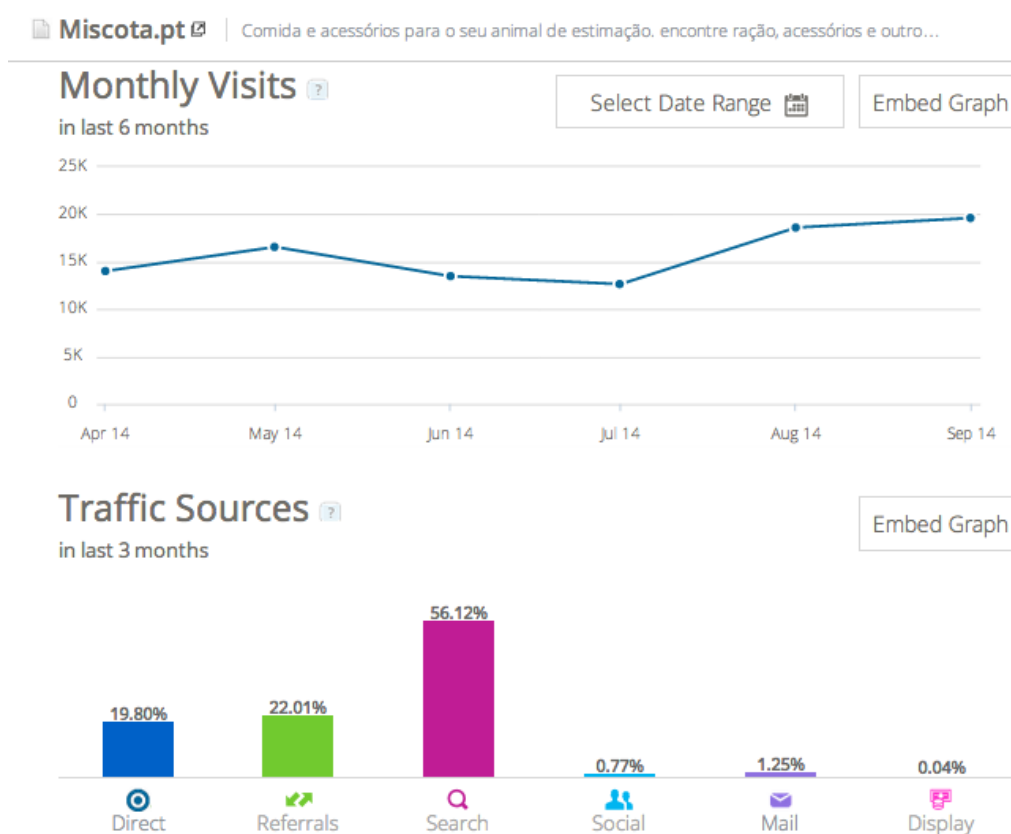 Miscota.pt
Comida e acessórios para o seu animal de estimação. encontre ração, acessórios e outro...
Monthly Visits ?
Select Date Range
Embed Graph
in last 6 months
25K
20K
15K
10K
5K
0
Apr 14 May 14 Jun 14 Jul 14 Aug 14 Sep 14
Traffic Sources ?
Embed Graph
in last 3 months
19.80% 22.01% 56.12% 0.77% 1.25% 0.04%
Direct Referrals Search Social Mail Display